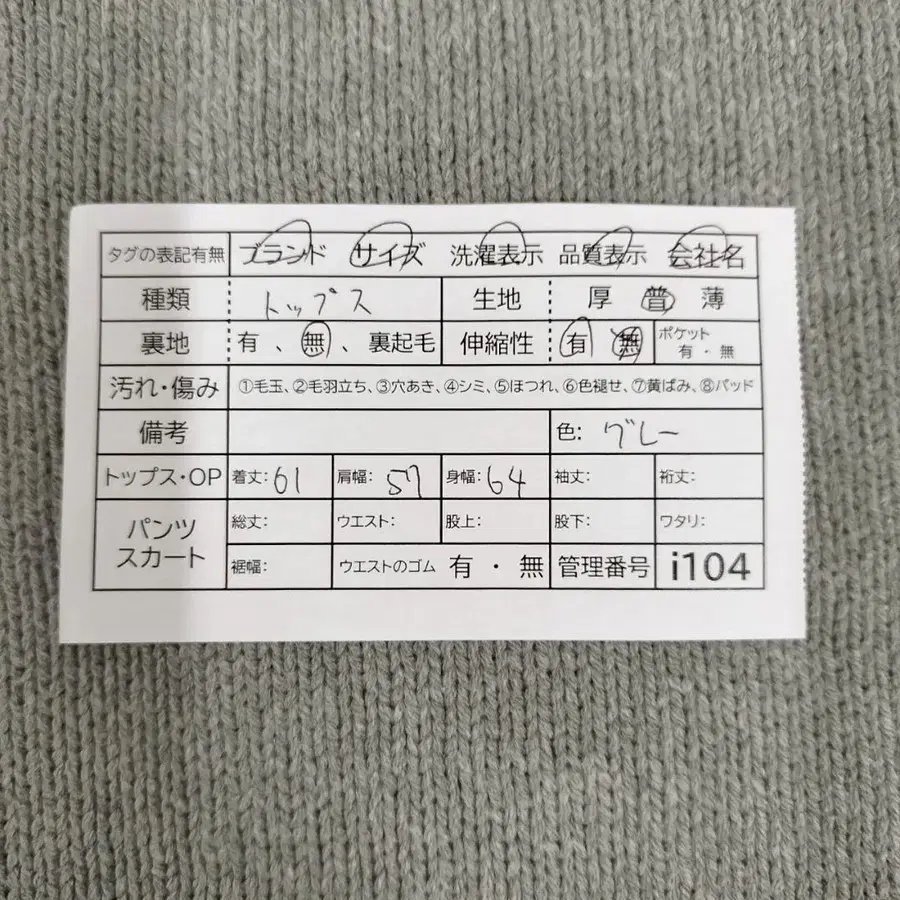 タグの表記有無 ブランド サイズ 洗濯表示 品質表示 会社名
種類 トップス 生地 厚 普 薄
裏地 有 、 無 、 裏起毛 伸縮性 有 無 ポケット 有・無
汚れ・傷み ①毛玉、②毛羽立ち、③穴あき、④シミ、⑤ほつれ、⑥色褪せ、⑦黄ばみ、⑧パッド
備考 色: グレー
トップス・OP 着丈: 61 肩幅: 57 身幅: 64 袖丈: 裄丈:
パンツ スカート 総丈: ウエスト: 股上: 股下: ワタリ:
裾幅: ウエストのゴム 有 ・ 無 管理番号 i104